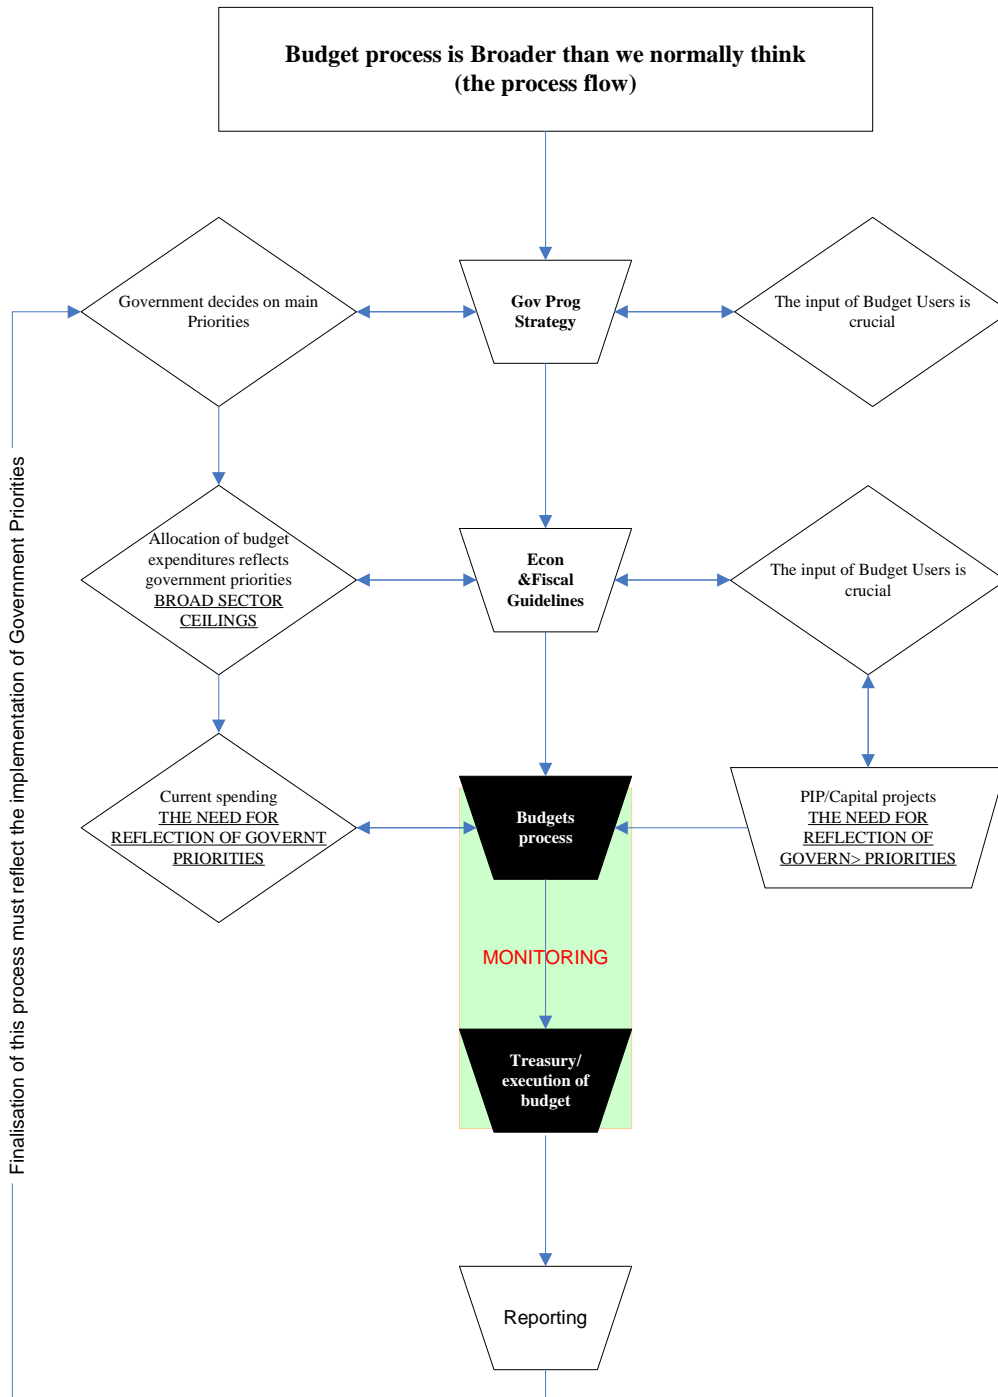 Budget process is Broader than we normally think
(the process flow)
Government decides on main
Priorities
Gov Prog
Strategy
The input of Budget Users is
crucial
Allocation of budget
expenditures reflects
government priorities
BROAD SECTOR
CEILINGS
Econ
&Fiscal
Guidelines
The input of Budget Users is
crucial
Current spending
THE NEED FOR
REFLECTION OF GOVERNT
PRIORITIES
Budgets
process
PIP/Capital projects
THE NEED FOR
REFLECTION OF
GOVERN> PRIORITIES
MONITORING
Treasury/
execution of
budget
Reporting
Finalisation of this process must reflect the implementation of Government Priorities